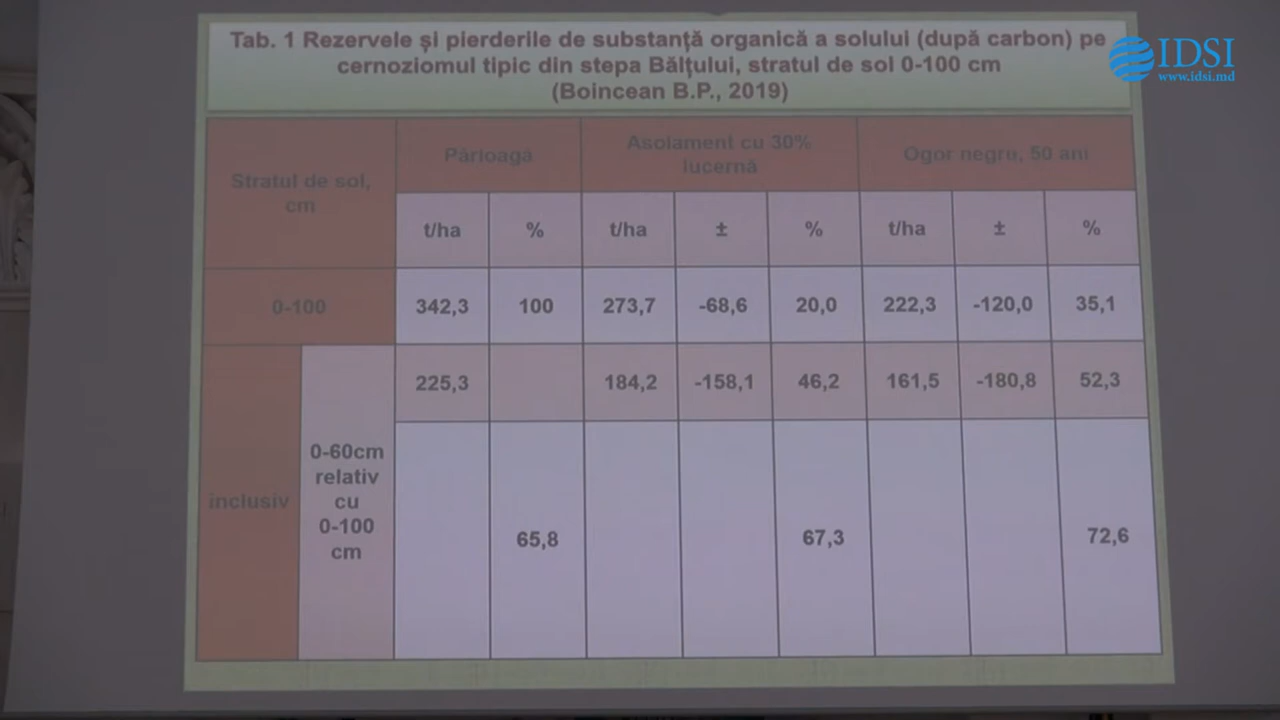 Tab. 1 Rezervele și pierderile de substanță organică a solului (după carbon) pe
cernoziomul tipic din stepa Bălțului, stratul de sol 0-100 cm
(Boincean B.P., 2019)
IDSI
www.idsi.md
Stratul de sol,
cm
Pârloagă
Asolament cu 30%
lucernă
Ogor negru, 50 ani
t/ha % t/ha ± % t/ha ± %
0-100 342,3 100 273,7 -68,6 20,0 222,3 -120,0 35,1
225,3 184,2 -158,1 46,2 161,5 -180,8 52,3
inclusiv
0-60cm
relativ
cu
0-100
cm
65,8 67,3 72,6